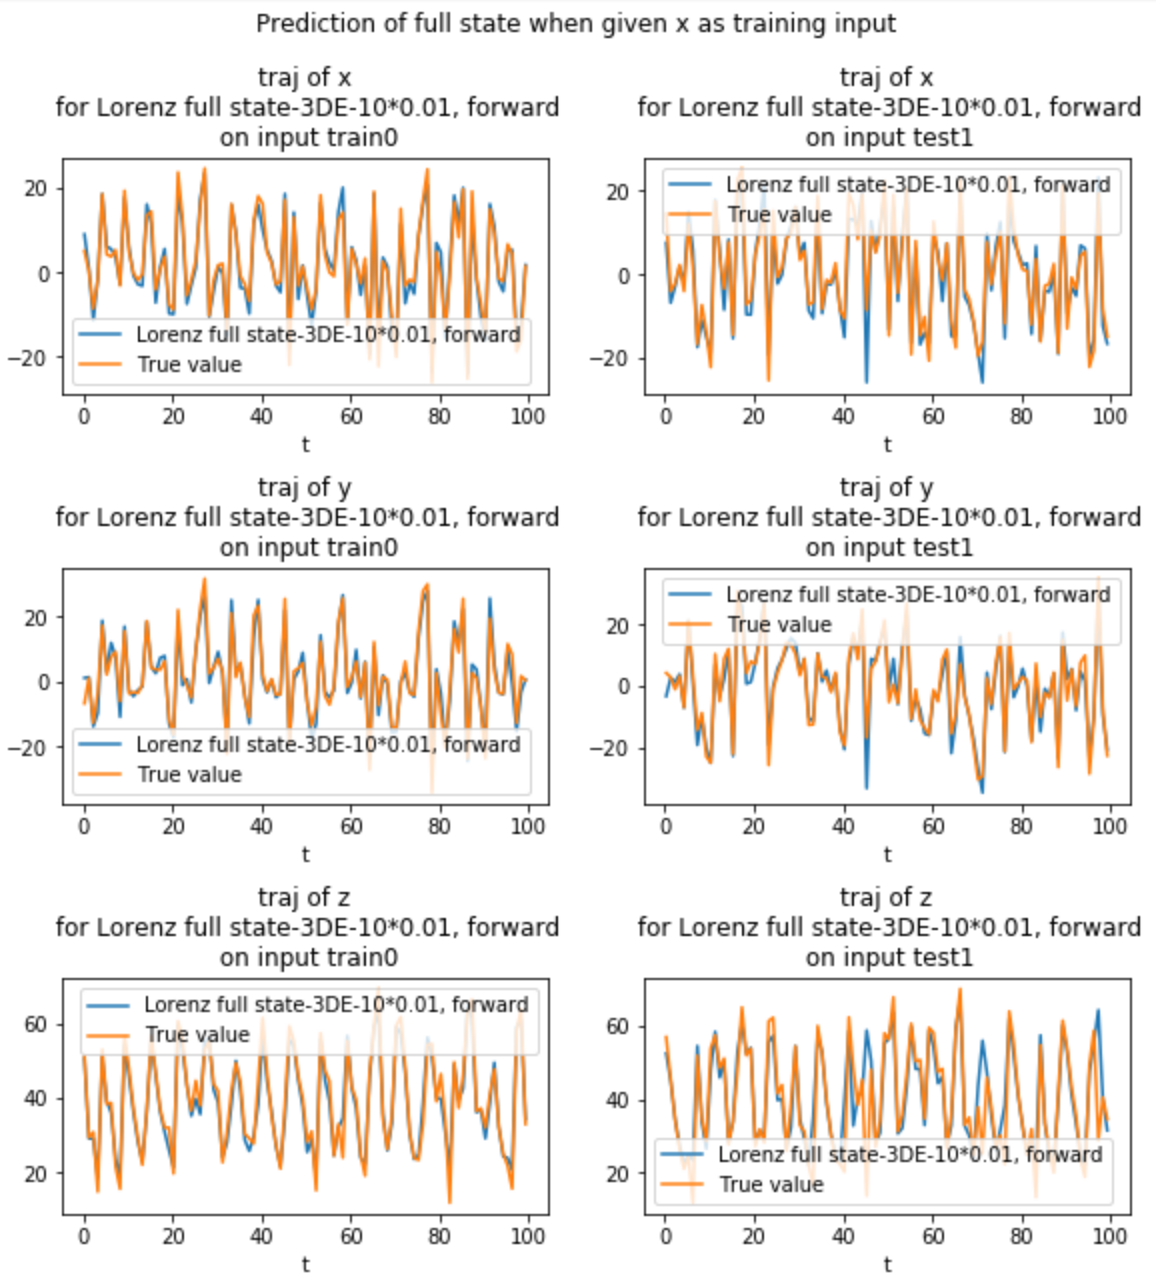 Prediction of full state when given x as training input
traj of x
for Lorenz full state-3DE-10*0.01, forward
on input train0
20
0
−20
Lorenz full state-3DE-10*0.01, forward
True value
0 20 40 60 80 100
t
traj of x
for Lorenz full state-3DE-10*0.01, forward
on input test1
Lorenz full state-3DE-10*0.01, forward
True value
20
0
−20
0 20 40 60 80 100
t
traj of y
for Lorenz full state-3DE-10*0.01, forward
on input train0
20
0
−20
Lorenz full state-3DE-10*0.01, forward
True value
0 20 40 60 80 100
t
traj of y
for Lorenz full state-3DE-10*0.01, forward
on input test1
Lorenz full state-3DE-10*0.01, forward
True value
20
0
−20
0 20 40 60 80 100
t
traj of z
for Lorenz full state-3DE-10*0.01, forward
on input train0
Lorenz full state-3DE-10*0.01, forward
True value
60
40
20
0 20 40 60 80 100
t
traj of z
for Lorenz full state-3DE-10*0.01, forward
on input test1
60
40
20
Lorenz full state-3DE-10*0.01, forward
True value
0 20 40 60 80 100
t